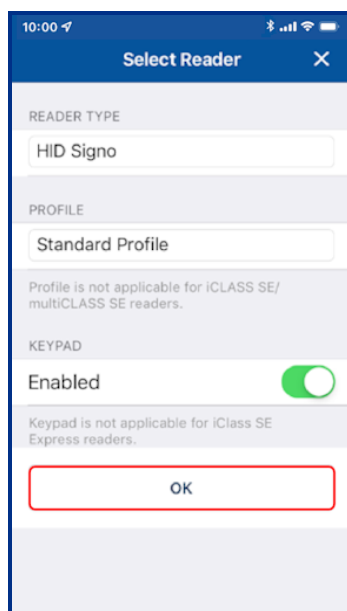 10:00
Select Reader
READER TYPE
HID Signo
PROFILE
Standard Profile
Profile is not applicable for iCLASS SE/
multiCLASS SE readers.
KEYPAD
Enabled
Keypad is not applicable for iClass SE
Express readers.
OK